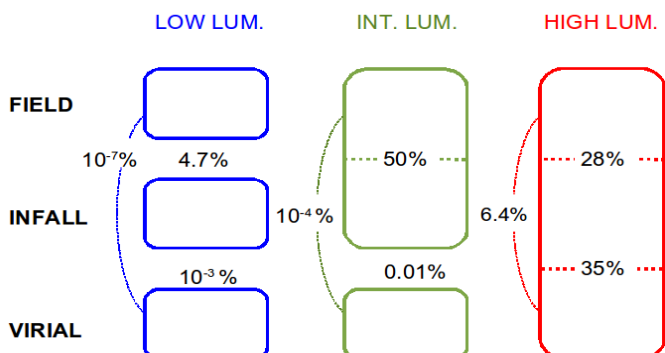 LOW LUM. INT. LUM. HIGH LUM.
FIELD
10⁻⁷% 4.7% 50% 28%
INFALL 10⁻⁴% 6.4%
10⁻³ % 0.01% 35%
VIRIAL